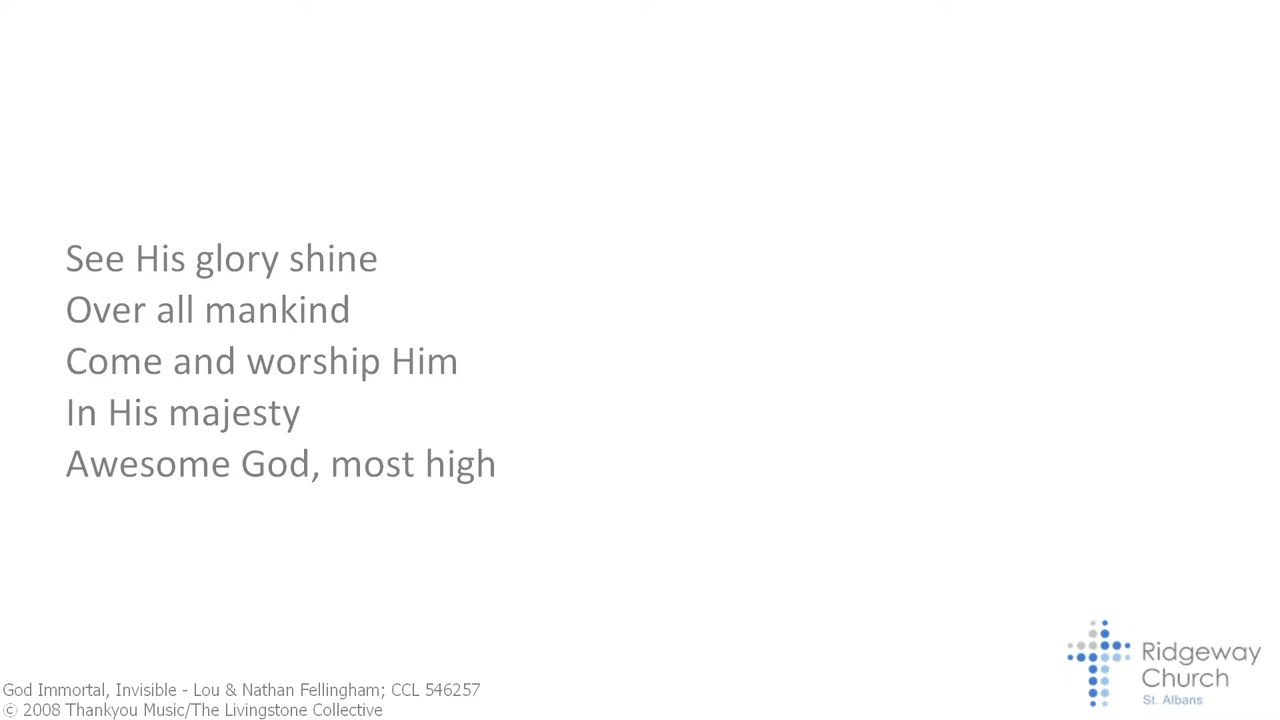 See His glory shine
Over all mankind
Come and worship Him
In His majesty
Awesome God, most high
Ridgeway
Church
St. Albans
God Immortal, Invisible - Lou & Nathan Fellingham; CCL 546257
© 2008 Thankyou Music/The Livingstone Collective